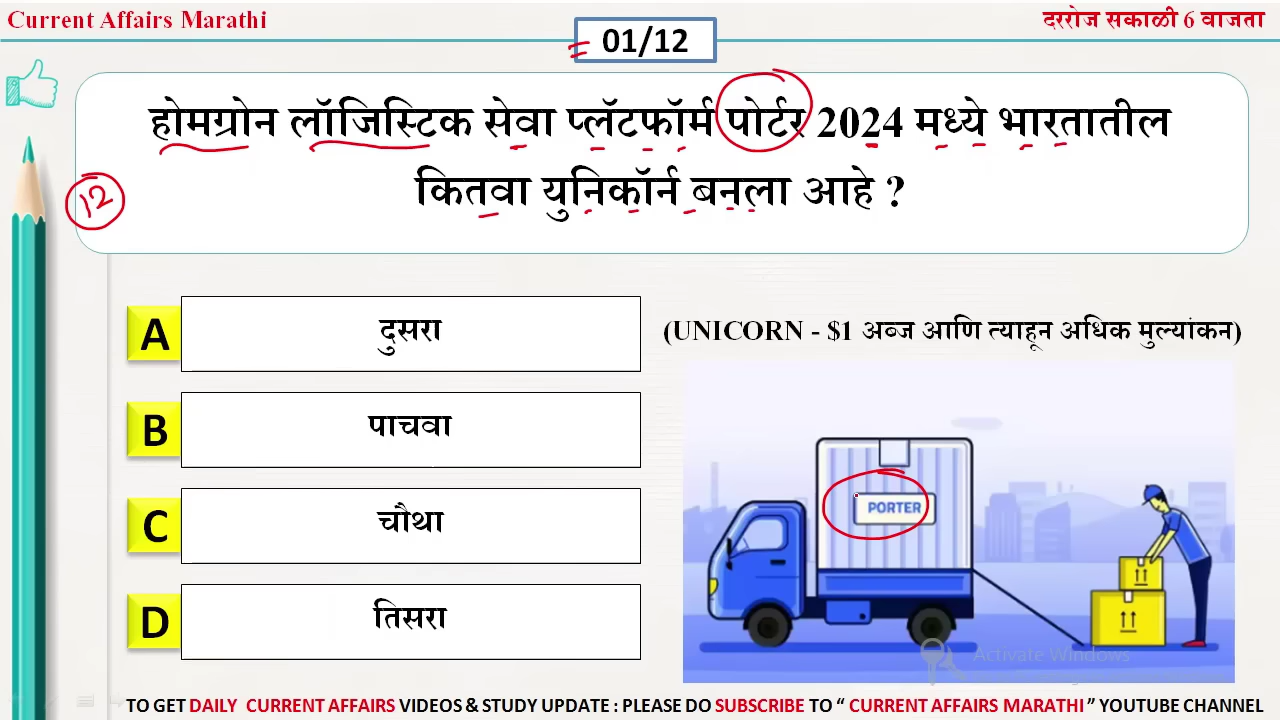 Current Affairs Marathi
दररोज सकाळी 6 वाजता
01/12
होमग्रोन लॉजिस्टिक सेवा प्लॅटफॉर्म पोर्टर 2024 मध्ये भारतातील
कितवा युनिकॉर्न बनला आहे ?
12
A दुसरा
(UNICORN - $1 अब्ज आणि त्याहून अधिक मुल्यांकन)
B पाचवा
C चौथा
D तिसरा
PORTER
Activate Windows
TO GET DAILY CURRENT AFFAIRS VIDEOS & STUDY UPDATE : PLEASE DO SUBSCRIBE TO “ CURRENT AFFAIRS MARATHI ” YOUTUBE CHANNEL